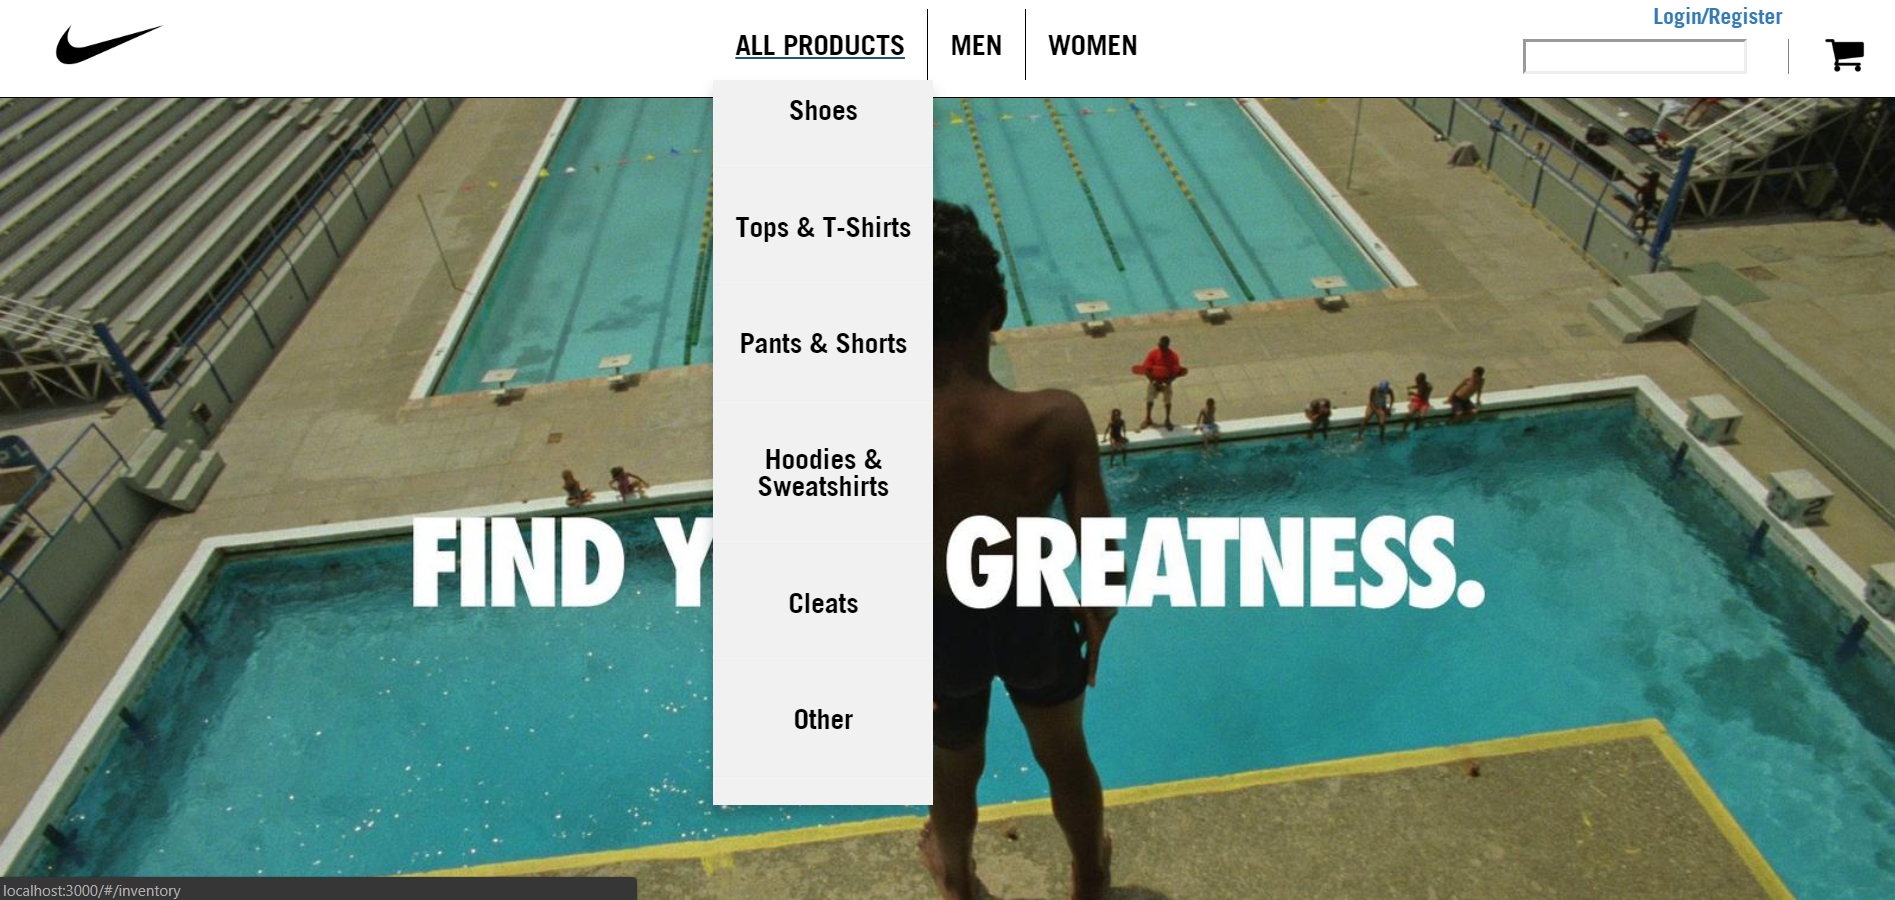 Login/Register
ALL PRODUCTS
MEN
WOMEN
Shoes
Tops & T-Shirts
Pants & Shorts
Hoodies &
Sweatshirts
Cleats
Other
FIND Y GREATNESS.
localhost:3000/#/inventory